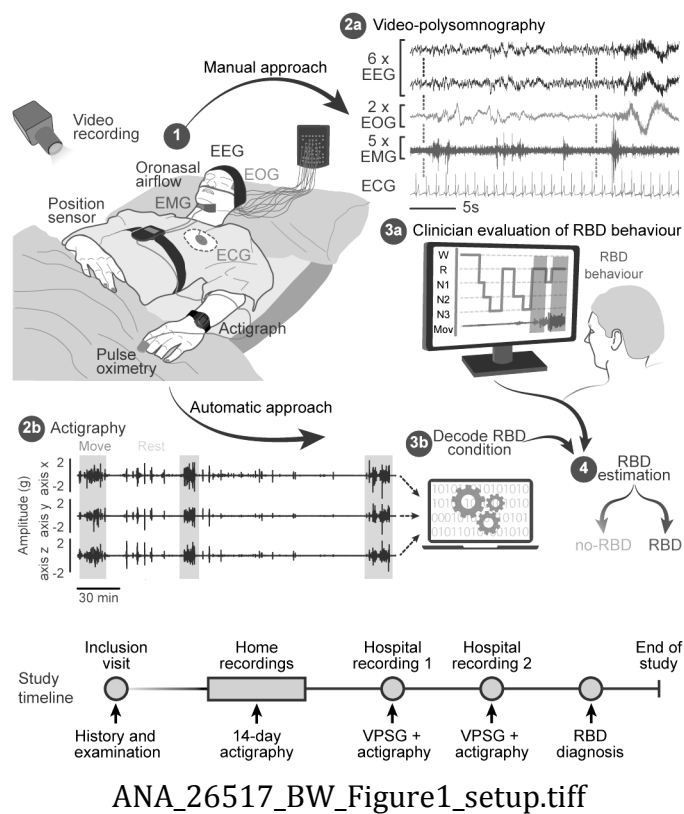 2a Video-polysomnography
6 x
EEG
2 x
EOG
5 x
EMG
ECG
5s
Manual approach
1
Video
recording
EEG
Oronasal
airflow
EOG
EMG
Position
sensor
ECG
Actigraph
Pulse
oximetry
3a Clinician evaluation of RBD behaviour
W
R
N1
N2
N3
Mov
RBD
behaviour
Automatic approach
2b Actigraphy
Move Rest
Amplitude (g)
axis x
2
-2
axis y
2
-2
axis z
2
-2
30 min
3b Decode RBD
condition
4 RBD
estimation
no-RBD RBD
Study
timeline
Inclusion
visit
Home
recordings
Hospital
recording 1
Hospital
recording 2
End of
study
History and
examination
14-day
actigraphy
VPSG +
actigraphy
VPSG +
actigraphy
RBD
diagnosis
ANA_26517_BW_Figure1_setup.tiff